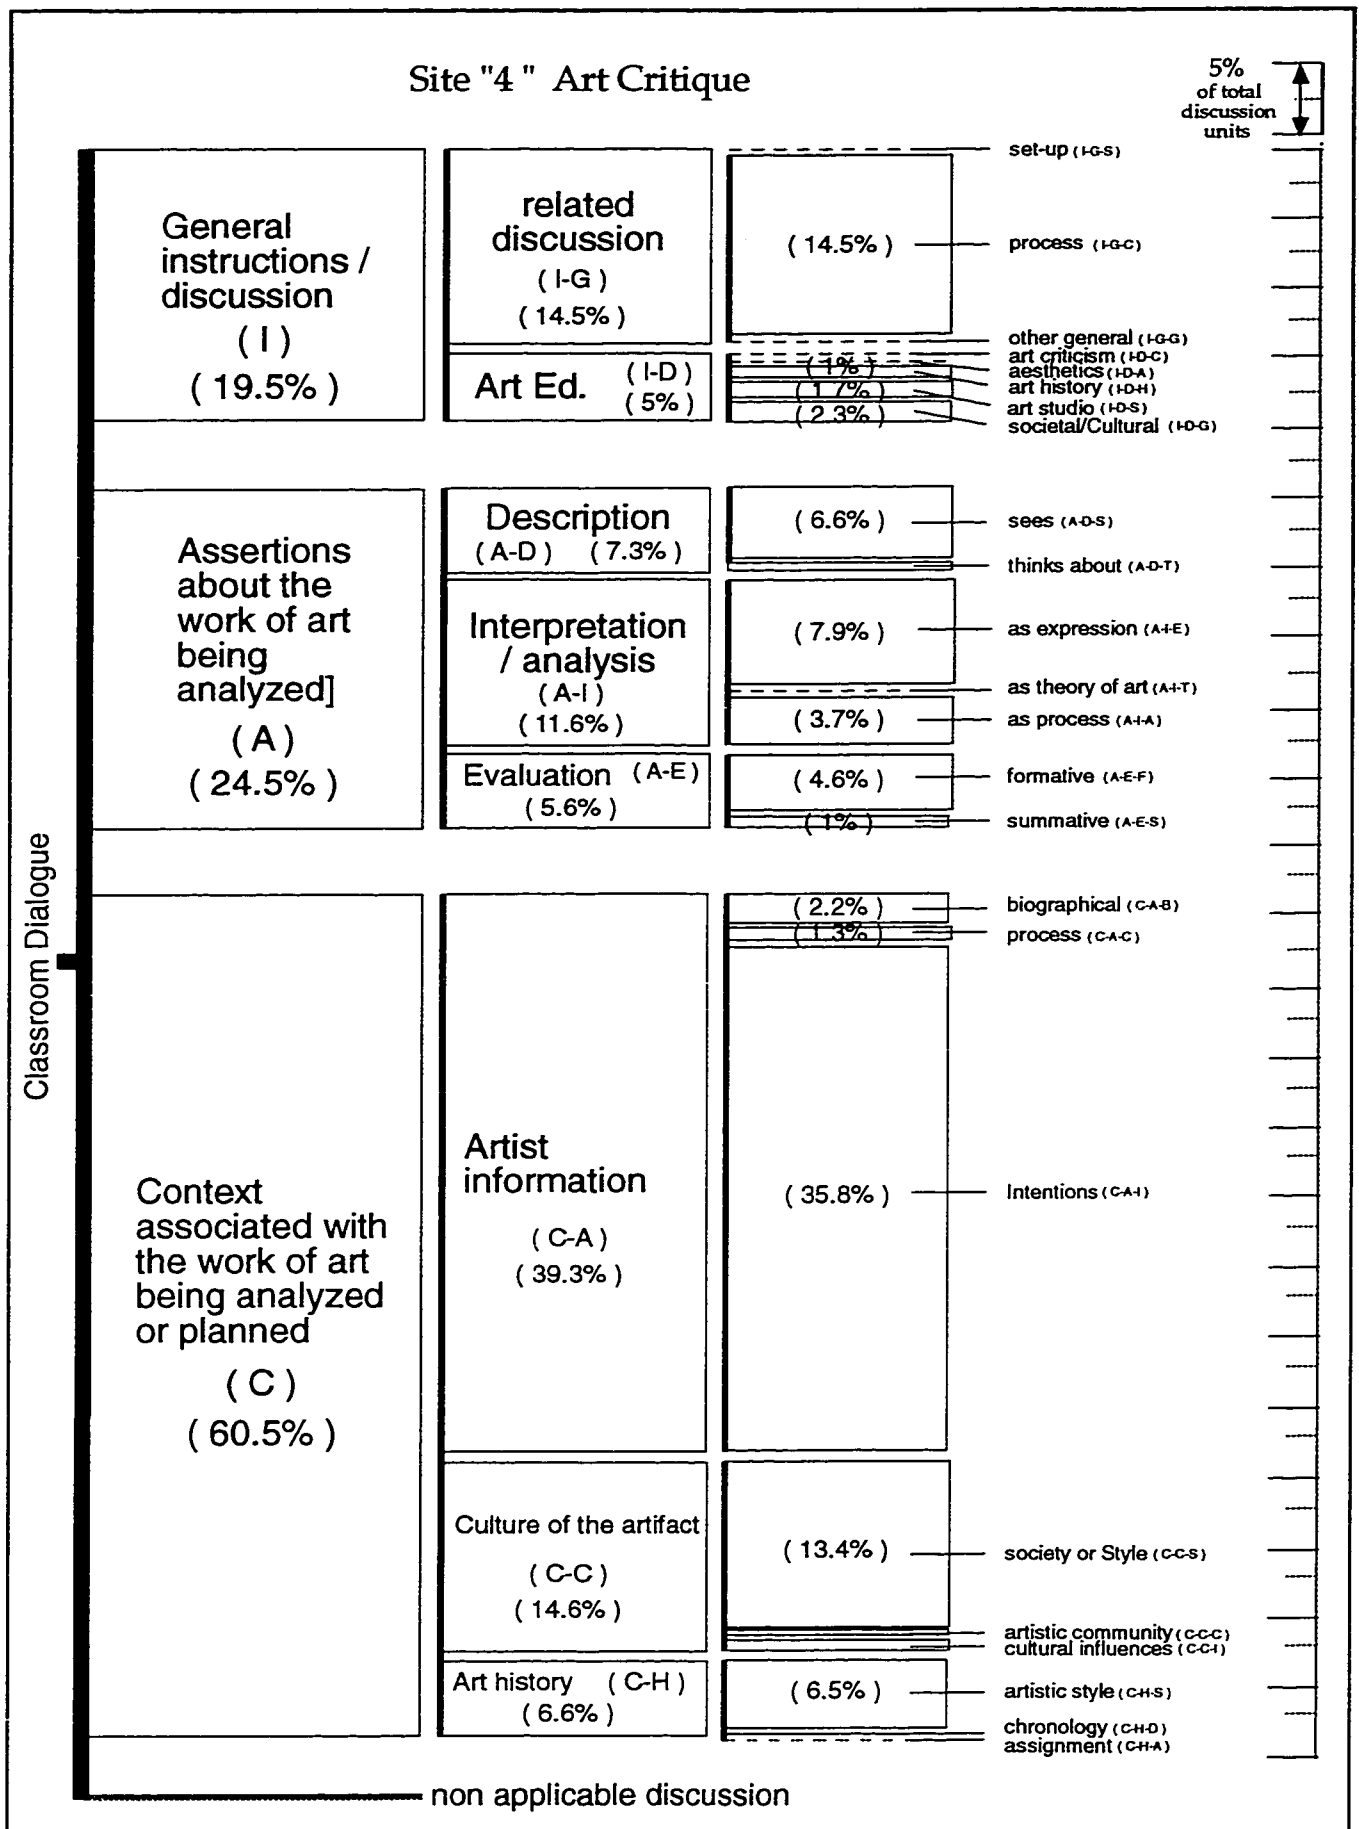 Site "4 " Art Critique
5%
of total
discussion
units
Classroom Dialogue
General
instructions /
discussion
( I )
( 19.5% )
related
discussion
( I-G )
( 14.5% )
Art Ed.
( I-D )
( 5% )
( 14.5% )
( 1% )
( 1.7% )
( 2.3% )
set-up ( I-G-S )
process ( I-G-C )
other general ( I-G-G )
art criticism ( I-D-C )
aesthetics ( I-D-A )
art history ( I-D-H )
art studio ( I-D-S )
societal/Cultural ( I-D-G )
Assertions
about the
work of art
being
analyzed]
( A )
( 24.5% )
Description
( A-D ) ( 7.3% )
Interpretation
/ analysis
( A-I )
( 11.6% )
Evaluation ( A-E )
( 5.6% )
( 6.6% )
( 7.9% )
( 3.7% )
( 4.6% )
( 1% )
sees ( A-D-S )
thinks about ( A-D-T )
as expression ( A-I-E )
as theory of art ( A-I-T )
as process ( A-I-A )
formative ( A-E-F )
summative ( A-E-S )
Context
associated with
the work of art
being analyzed
or planned
( C )
( 60.5% )
Artist
information
( C-A )
( 39.3% )
Culture of the artifact
( C-C )
( 14.6% )
Art history ( C-H )
( 6.6% )
( 2.2% )
( 1.3% )
( 35.8% )
( 13.4% )
( 6.5% )
biographical ( C-A-B )
process ( C-A-C )
Intentions ( C-A-I )
society or Style ( C-C-S )
artistic community ( C-C-C )
cultural influences ( C-C-I )
artistic style ( C-H-S )
chronology ( C-H-D )
assignment ( C-H-A )
non applicable discussion